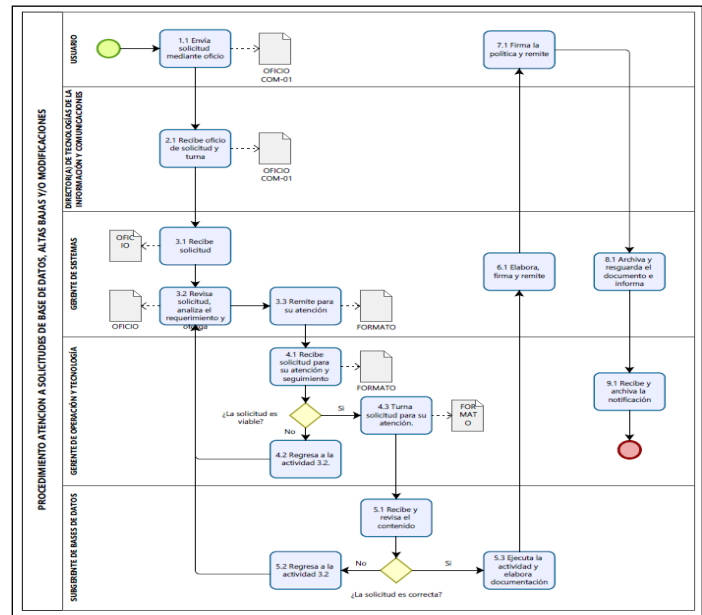 PROCEDIMIENTO ATENCION A SOLICITUDES DE BASE DE DATOS, ALTAS BAJAS Y/O MODIFICACIONES
USUARIO
1.1 Envía
solicitud
mediante oficio
OFICIO
COM-01
7.1 Firma la
política y remite
DIRECTOR(A) DE TECNOLOGÍAS DE LA
INFORMACIÓN Y COMUNICACIONES
2.1 Recibe oficio
de solicitud y
turna
OFICIO
COM-01
GERENTE DE SISTEMAS
OFIC
IO
3.1 Recibe
solicitud
6.1 Elabora,
firma y remite
8.1 Archiva y
resguarda el
documento e
informa
OFICIO
3.2 Revisa
solicitud,
analiza el
requerimiento y
3.3 Remite para
su atención
FORMATO
GERENTE DE OPERACIÓN Y TECNOLOGÍA
4.1 Recibe
solicitud para
su atención y
seguimiento
FORMATO
¿La solicitud es
viable?
Si
No
4.3 Turna
solicitud para su
atención.
FOR
MAT
O
9.1 Recibe y
archiva la
notificación
4.2 Regresa a la
actividad 3.2.
SUBGERENTE DE BASES DE DATOS
5.1 Recibe y
revisa el
contenido
5.2 Regresa a la
actividad 3.2
No
Si
¿La solicitud es correcta?
5.3 Ejecuta la
actividad y
elabora
documentación